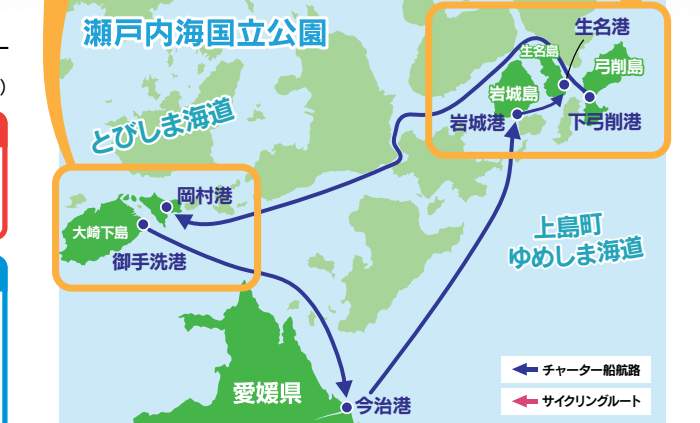 瀬戸内海国立公園
とびしま海道
生名港
生名島
弓削島
岩城島
岩城港
下弓削港
岡村港
大崎下島
御手洗港
上島町
ゆめしま海道
愛媛県
今治港
チャーター船航路
サイクリングルート
)